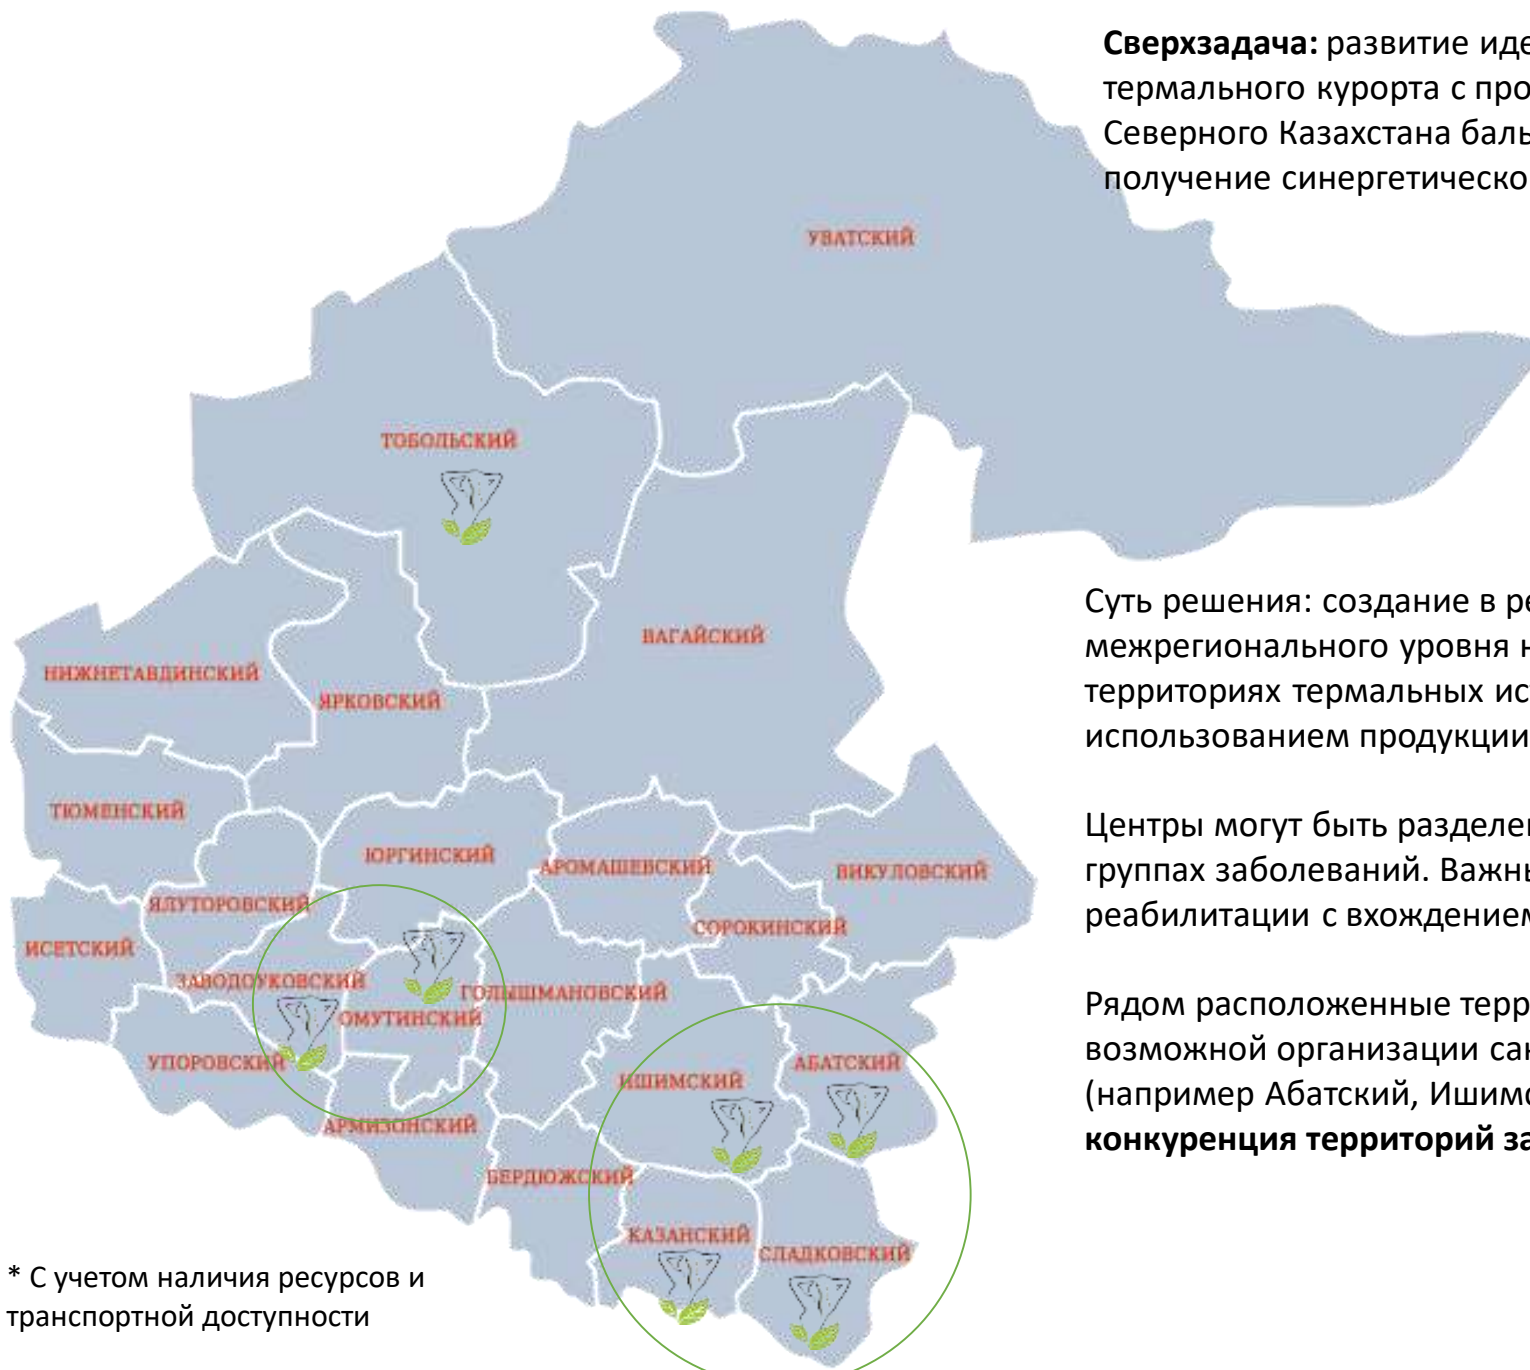 Сверхзадача: развитие иде
термального курорта с про
Северного Казахстана баль
получение синергетическо
УВАТСКИЙ
ТОБОЛЬСКИЙ
ВАГАЙСКИЙ
НИЖНЕТАВДИНСКИЙ
ЯРКОВСКИЙ
ТЮМЕНСКИЙ
ЮРГИНСКИЙ
АРОМАШЕВСКИЙ
ВИКУЛОВСКИЙ
ЯЛУТОРОВСКИЙ
СОРОКИНСКИЙ
ИСЕТСКИЙ
ЗАВОДОУКОВСКИЙ
ГОЛЫШМАНОВСКИЙ
ОМУТИНСКИЙ
УПОРОВСКИЙ
ИШИМСКИЙ
АБАТСКИЙ
АРМИЗОНСКИЙ
БЕРДЮЖСКИЙ
КАЗАНСКИЙ
СЛАДКОВСКИЙ
Суть решения: создание в ре
межрегионального уровня н
территориях термальных ис
использованием продукции
Центры могут быть разделе
группах заболеваний. Важны
реабилитации с вхождением
Рядом расположенные терр
возможной организации сан
(например Абатский, Ишимс
конкуренция территорий за
* С учетом наличия ресурсов и
транспортной доступности